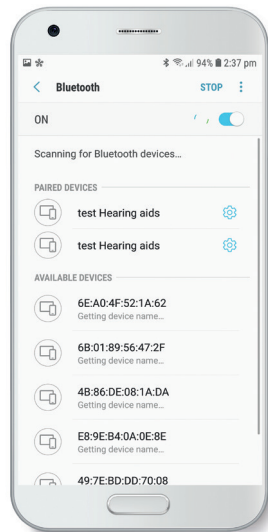 94% 2:37 pm
Bluetooth STOP
ON
Scanning for Bluetooth devices...
PAIRED DEVICES
test Hearing aids
test Hearing aids
AVAILABLE DEVICES
6E:A0:4F:52:1A:62
Getting device name...
6B:01:89:56:47:2F
Getting device name...
4B:86:DE:08:1A:DA
Getting device name...
E8:9E:B4:0A:0E:8E
Getting device name...
49:7E:BD:DD:70:08